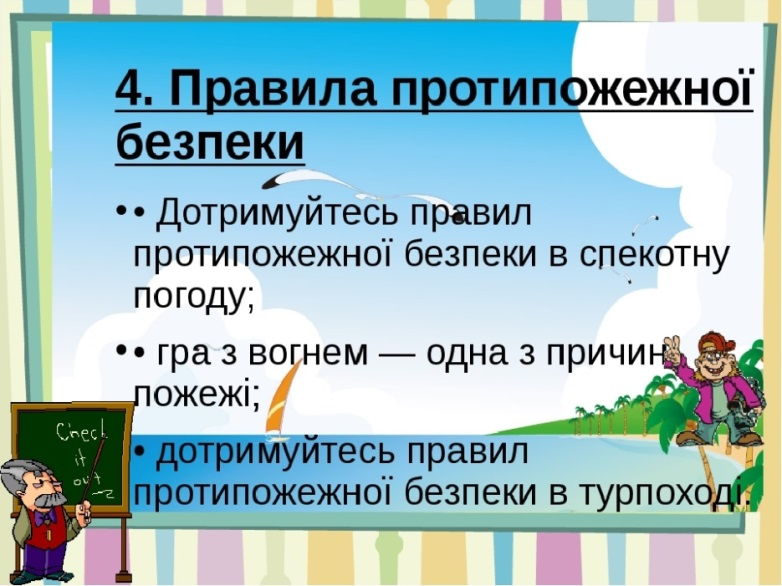 4. Правила протипожежної
безпеки
• • Дотримуйтесь правил
протипожежної безпеки в спекотну
погоду;
• • гра з вогнем — одна з причин
пожежі;
• дотримуйтесь правил
протипожежної безпеки в турпоході.
Check
it
out